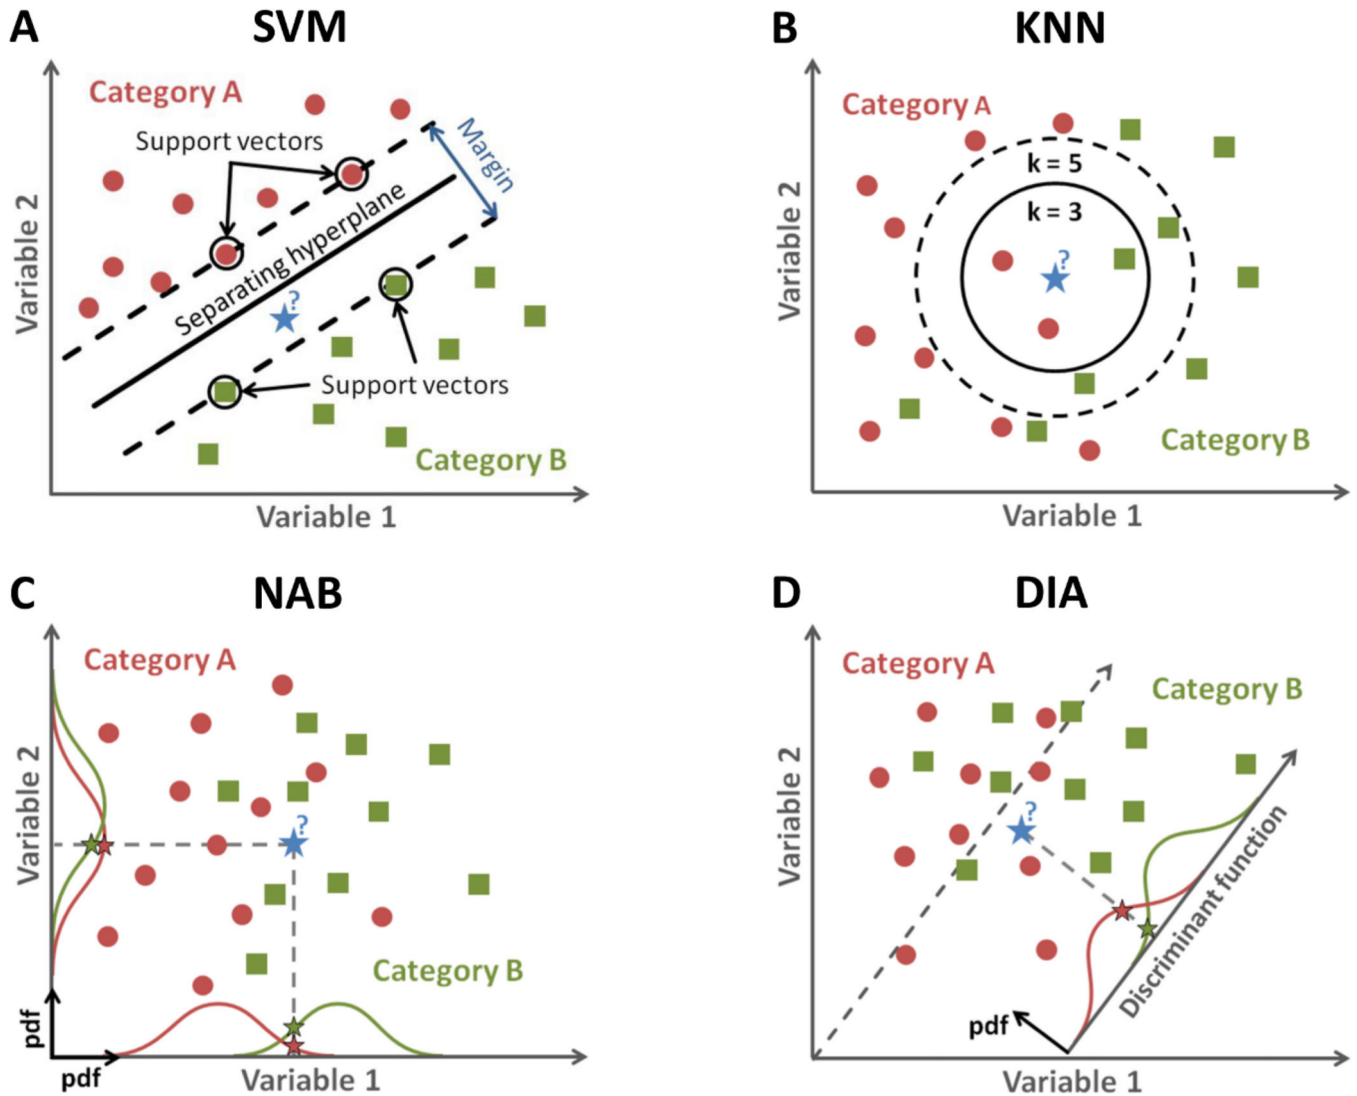 A
SVM
Category A
Support vectors
Margin
Separating hyperplane
?
Support vectors
Category B
Variable 2
Variable 1
B
KNN
Category A
k = 5
k = 3
?
Category B
Variable 2
Variable 1
C
NAB
Category A
?
Category B
Variable 2
pdf
pdf
Variable 1
D
DIA
Category A
Category B
?
Discriminant function
pdf
Variable 2
Variable 1